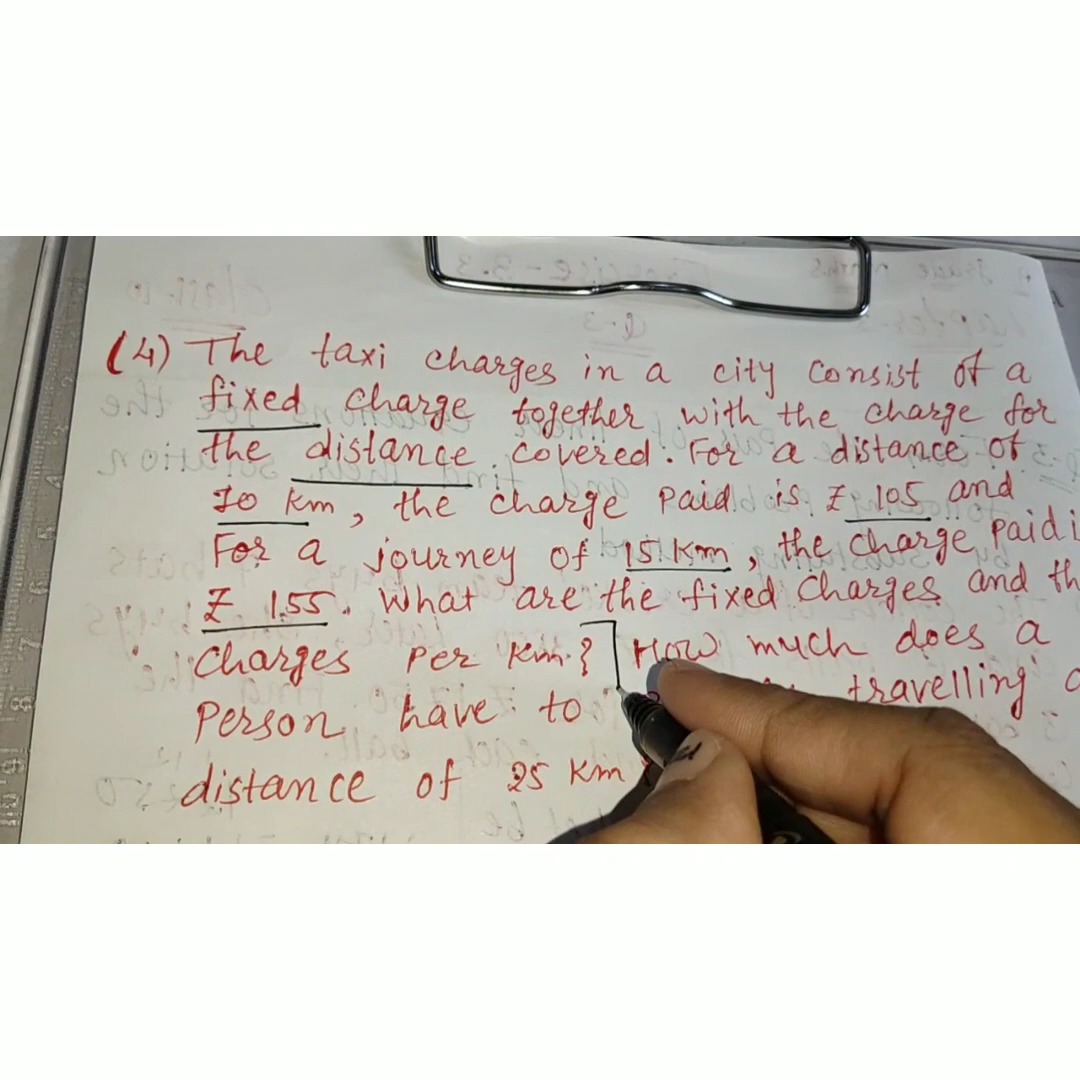 (4) The taxi charges in a city consist of a
fixed charge together with the charge for
the distance covered. For a distance of
10 km, the charge paid is ₹ 105 and
For a journey of 15 km, the charge paid i
₹ 155. What are the fixed charges and th
charges per km.? How much does a
person have to travelling a
distance of 25 km